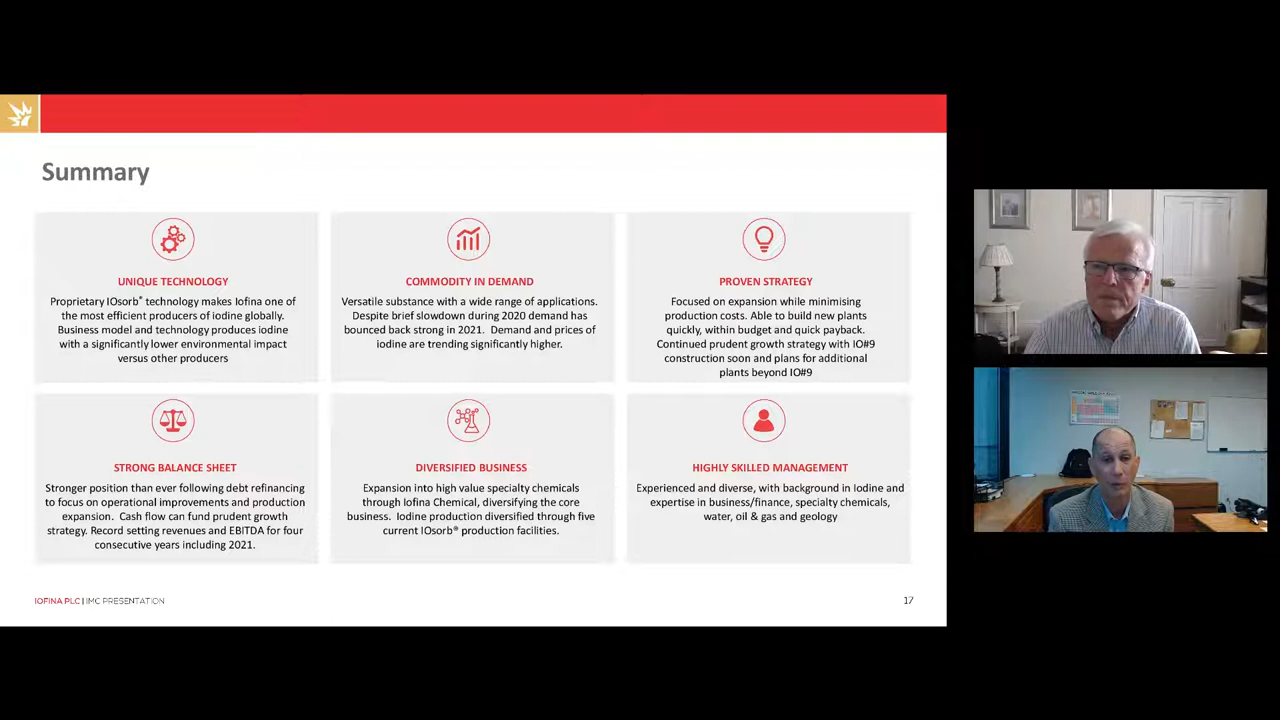 Summary
UNIQUE TECHNOLOGY
Proprietary IOsorb® technology makes Iofina one of
the most efficient producers of iodine globally.
Business model and technology produces iodine
with a significantly lower environmental impact
versus other producers
COMMODITY IN DEMAND
Versatile substance with a wide range of applications.
Despite brief slowdown during 2020 demand has
bounced back strong in 2021.  Demand and prices of
iodine are trending significantly higher.
PROVEN STRATEGY
Focused on expansion while minimising
production costs. Able to build new plants
quickly, within budget and quick payback.
Continued prudent growth strategy with IO#9
construction soon and plans for additional
plants beyond IO#9
STRONG BALANCE SHEET
Stronger position than ever following debt refinancing
to focus on operational improvements and production
expansion.  Cash flow can fund prudent growth
strategy. Record setting revenues and EBITDA for four
consecutive years including 2021.
DIVERSIFIED BUSINESS
Expansion into high value specialty chemicals
through Iofina Chemical, diversifying the core
business.  Iodine production diversified through five
current IOsorb® production facilities.
HIGHLY SKILLED MANAGEMENT
Experienced and diverse, with background in Iodine and
expertise in business/finance, specialty chemicals,
water, oil & gas and geology
IOFINA PLC | IMC PRESENTATION
17